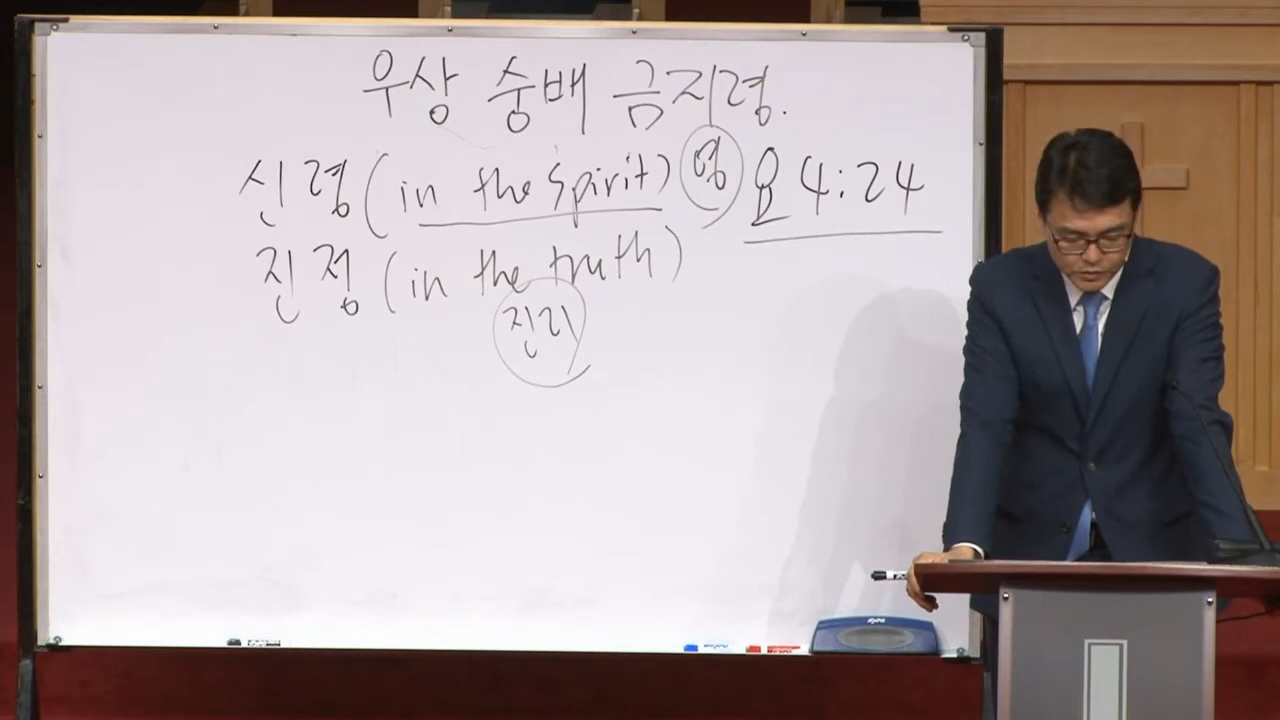 우상 숭배 금지령.
신령(in the spirit) 영 요 4:24
진정(in the truth)
진리
expo